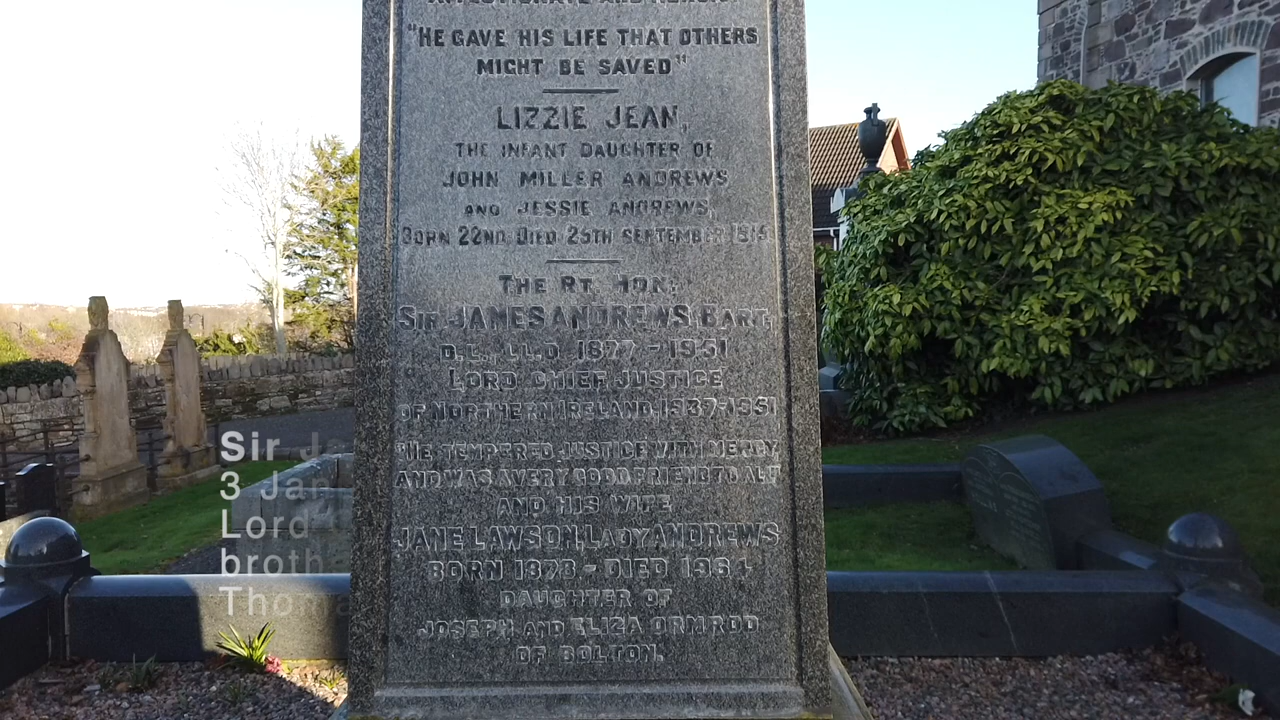 "HE GAVE HIS LIFE THAT OTHERS
MIGHT BE SAVED"
LIZZIE JEAN,
THE INFANT DAUGHTER OF
JOHN MILLER ANDREWS
AND JESSIE ANDREWS,
BORN 22ND DIED 25TH SEPTEMBER
THE RT. HON.
SIR JAMES ANDREWS, BART,
D.L., LL.D. 1877 - 1951
LORD CHIEF JUSTICE
OF NORTHERN IRELAND. 1937-1951
"HE TEMPERED JUSTICE WITH MERCY
AND WAS A VERY GOOD FRIEND TO ALL"
AND HIS WIFE
JANE LAWSON, LADY ANDREWS
BORN 1878 - DIED 1964
DAUGHTER OF
JOSEPH AND ELIZA ORMROD
OF BOLTON.
Sir J
3 Jan
Lord
broth
Thoma